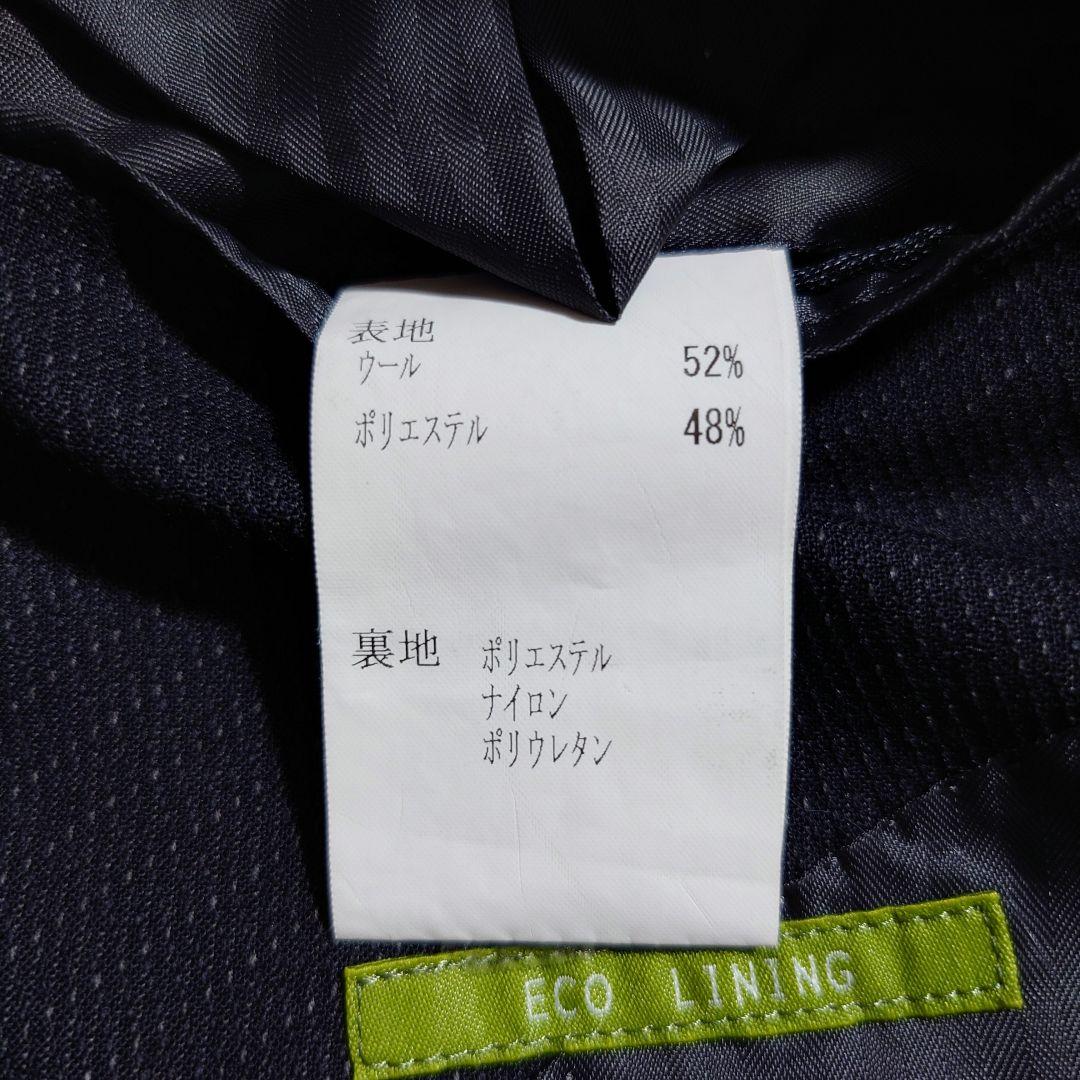 表地
ウール 52%
ポリエステル 48%
裏地 ポリエステル
ナイロン
ポリウレタン
ECO LINING